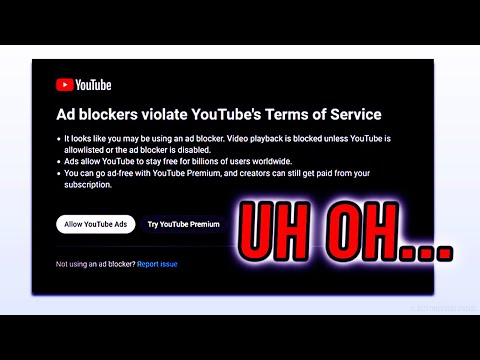 YouTube
Ad blockers violate YouTube's Terms of Service
• It looks like you may be using an ad blocker. Video playback is blocked unless YouTube is
allowlisted or the ad blocker is disabled.
• Ads allow YouTube to stay free for billions of users worldwide.
• You can go ad-free with YouTube Premium, and creators can still get paid from your
subscription.
Allow YouTube Ads
Try YouTube Premium
UH OH...
Not using an ad blocker? Report issue